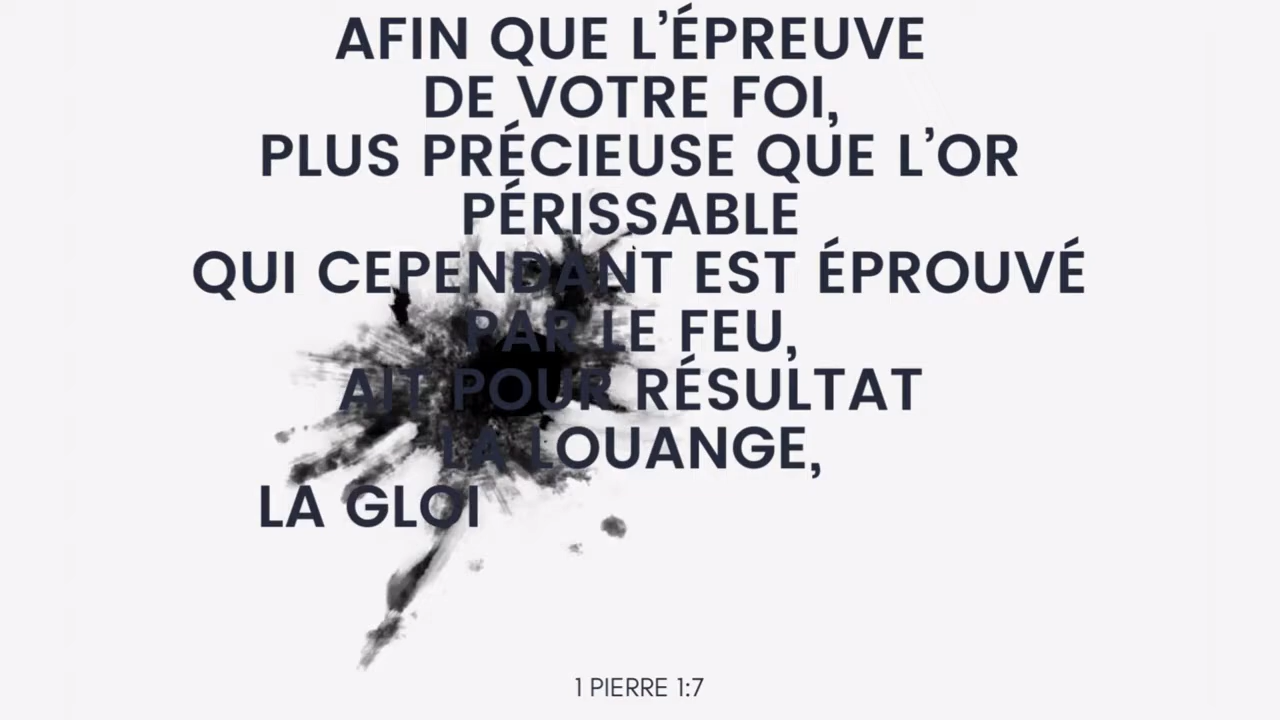 AFIN QUE L’ÉPREUVE
DE VOTRE FOI,
PLUS PRÉCIEUSE QUE L’OR
PÉRISSABLE
QUI CEPENDANT EST ÉPROUVÉ
PAR LE FEU,
AIT POUR RÉSULTAT
LA LOUANGE,
LA GLOI
1 PIERRE 1:7